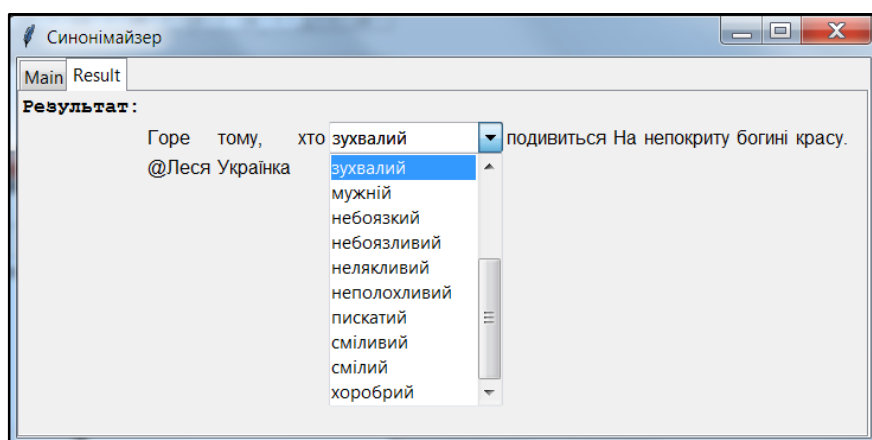 Синонімайзер
Main Result
Результат:
Горе тому, хто зухвалий подивиться На непокриту богині красу.
@Леся Українка
зухвалий
мужній
небоязкий
небоязливий
нелякливий
неполохливий
пискатий
сміливий
смілий
хоробрий